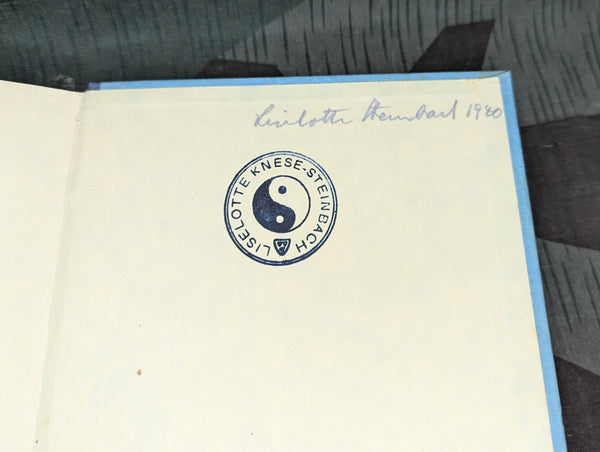 Liselotte Steinbach 1940
LISELOTTE KNESE-STEINBACH